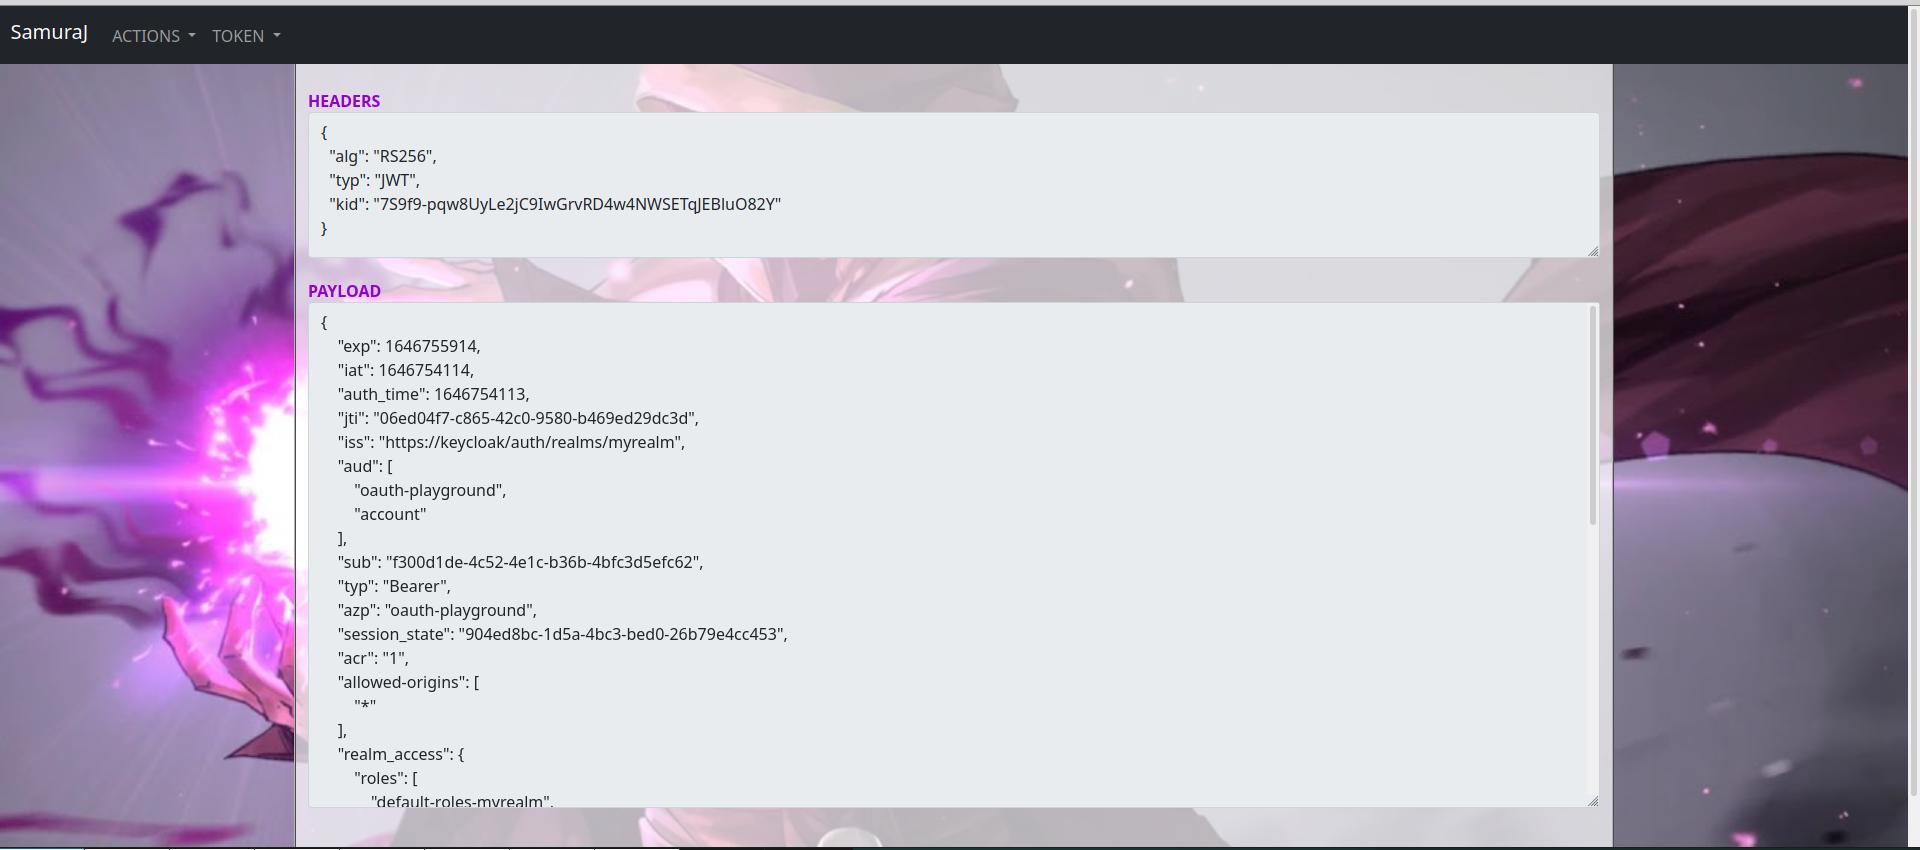 SamuraJ ACTIONS TOKEN
HEADERS
{
"alg": "RS256",
"typ": "JWT",
"kid": "7S9f9-pqw8UyLe2jC9IwGrvRD4w4NWSETqJEBluO82Y"
}
PAYLOAD
{
"exp": 1646755914,
"iat": 1646754114,
"auth_time": 1646754113,
"jti": "06ed04f7-c865-42c0-9580-b469ed29dc3d",
"iss": "https://keycloak/auth/realms/myrealm",
"aud": [
"oauth-playground",
"account"
],
"sub": "f300d1de-4c52-4e1c-b36b-4bfc3d5efc62",
"typ": "Bearer",
"azp": "oauth-playground",
"session_state": "904ed8bc-1d5a-4bc3-bed0-26b79e4cc453",
"acr": "1",
"allowed-origins": [
"*"
],
"realm_access": {
"roles": [
"default-roles-myrealm",